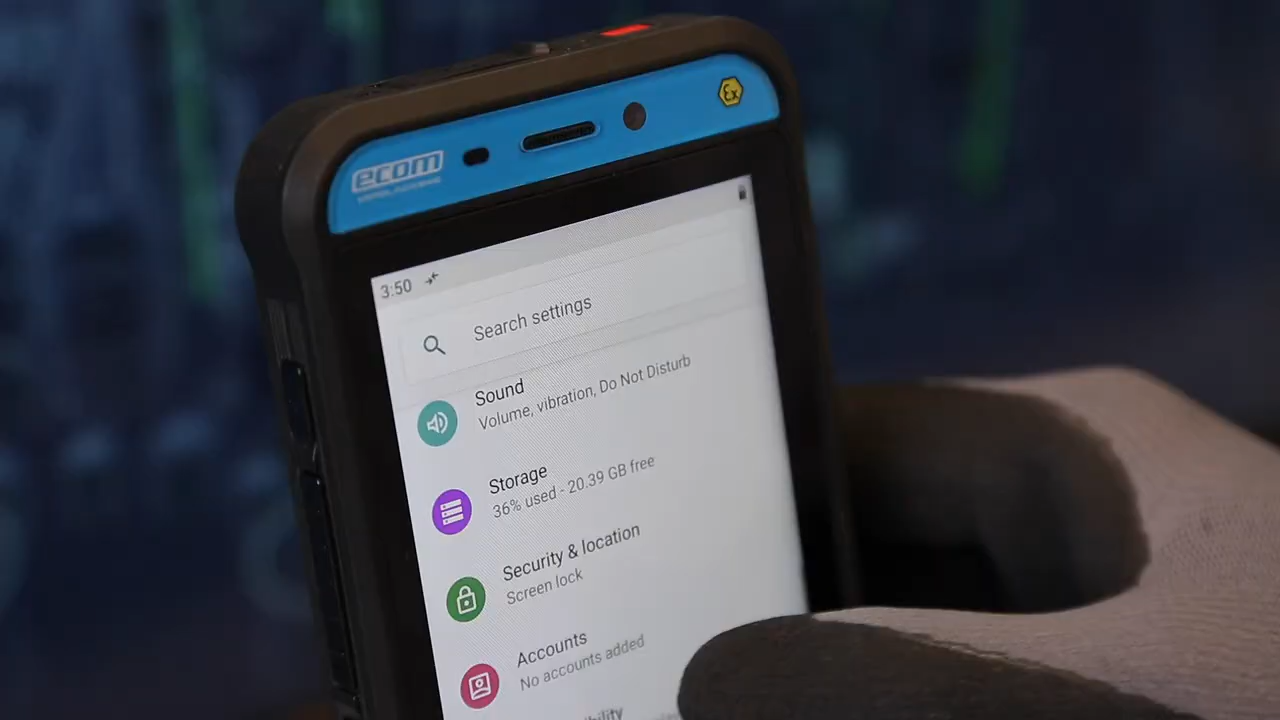 ecom
Ex
3:50
Search settings
Sound
Volume, vibration, Do Not Disturb
Storage
36% used - 20.39 GB free
Security & location
Screen lock
Accounts
No accounts added